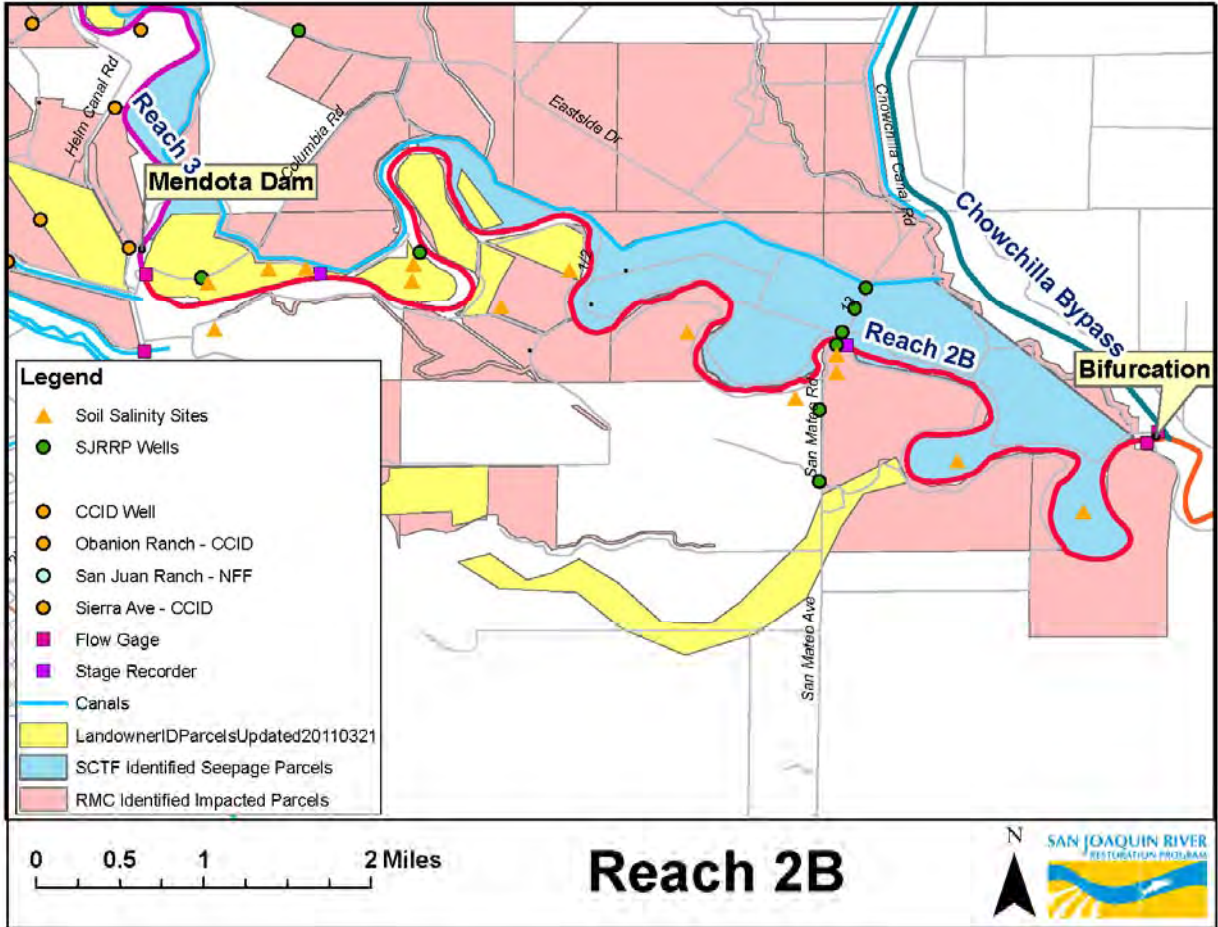 Helm Canal Rd
Reach 3
Columbia Rd
Mendota Dam
Eastside Dr
Chowchilla Canal Rd
Chowchilla Bypass
1/2
12
Reach 2B
Bifurcation
San Mateo Rd
San Mateo Ave
Legend
Soil Salinity Sites
SJRRP Wells
CCID Well
Obanion Ranch - CCID
San Juan Ranch - NFF
Sierra Ave - CCID
Flow Gage
Stage Recorder
Canals
LandownerIDParcelsUpdated20110321
SCTF Identified Seepage Parcels
RMC Identified Impacted Parcels
0 0.5 1 2 Miles
Reach 2B
N
SAN JOAQUIN RIVER
RESTORATION PROGRAM